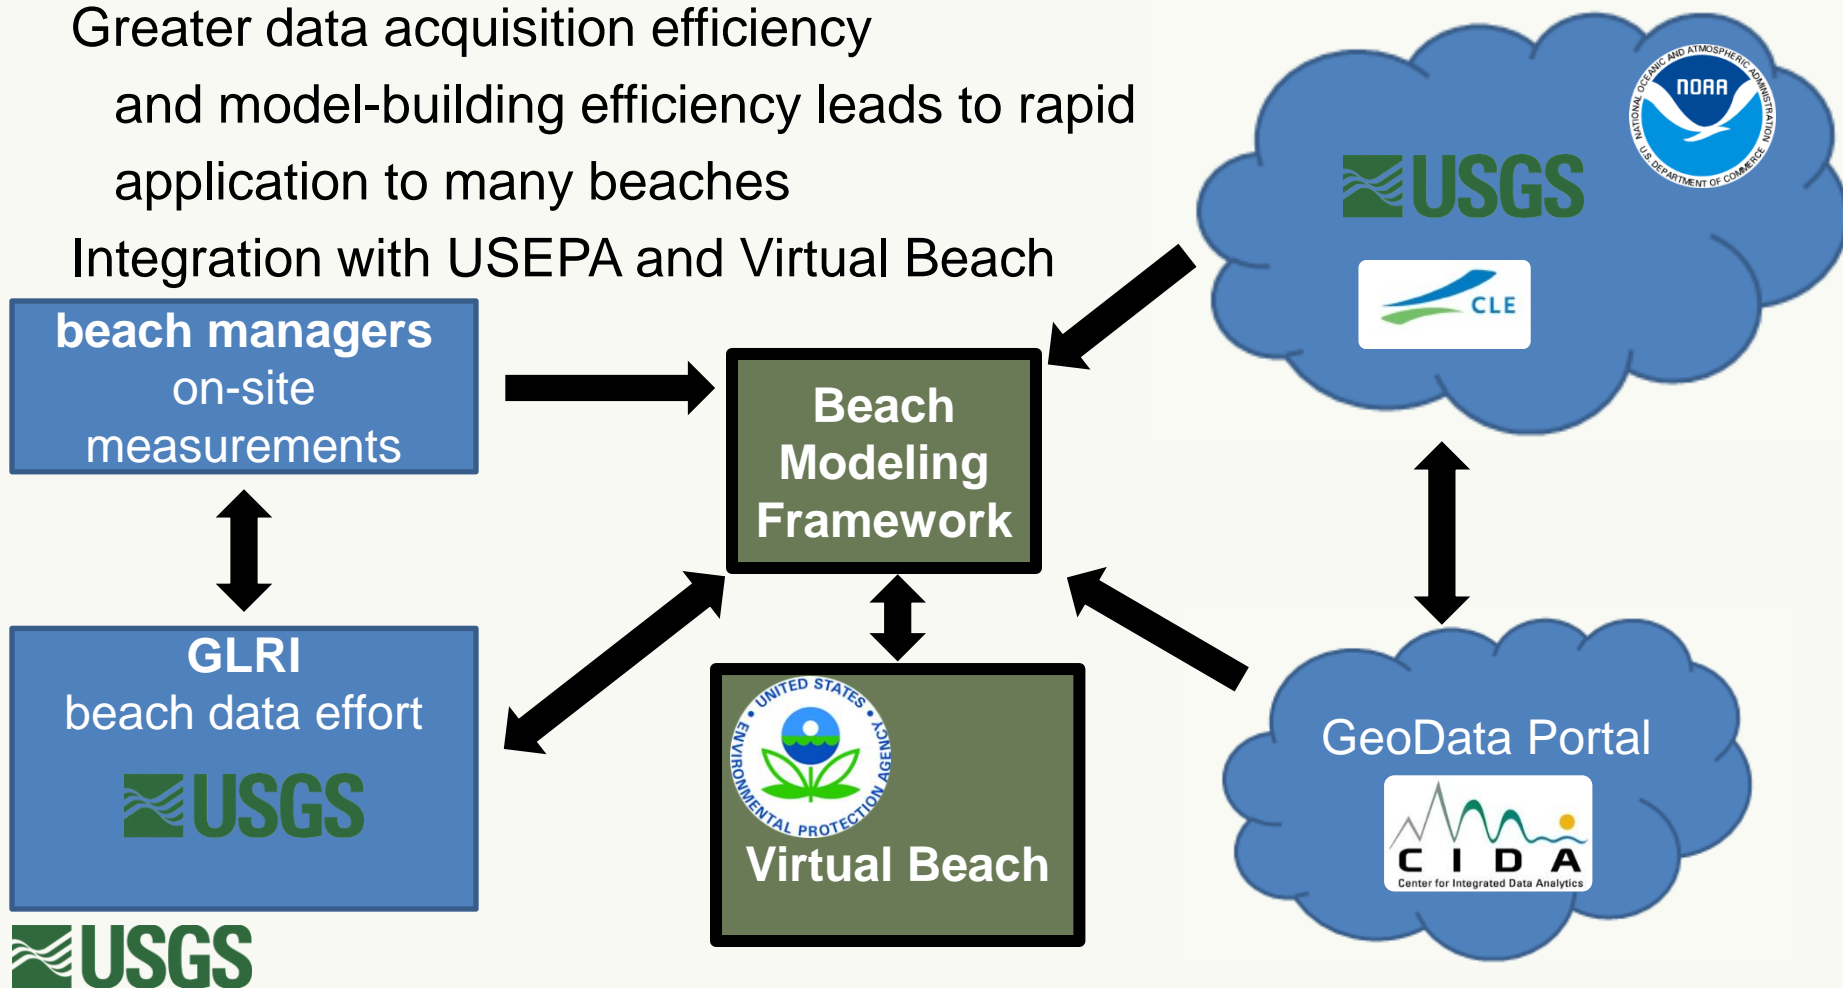 Greater data acquisition efficiency
and model-building efficiency leads to rapid
application to many beaches
Integration with USEPA and Virtual Beach
NATIONAL OCEANIC AND ATMOSPHERIC ADMINISTRATION
U.S. DEPARTMENT OF COMMERCE
NOAA
USGS
CLE
beach managers
on-site
measurements
Beach
Modeling
Framework
GLRI
beach data effort
USGS
UNITED STATES
ENVIRONMENTAL PROTECTION AGENCY
Virtual Beach
GeoData Portal
CIDA
Center for Integrated Data Analytics
USGS